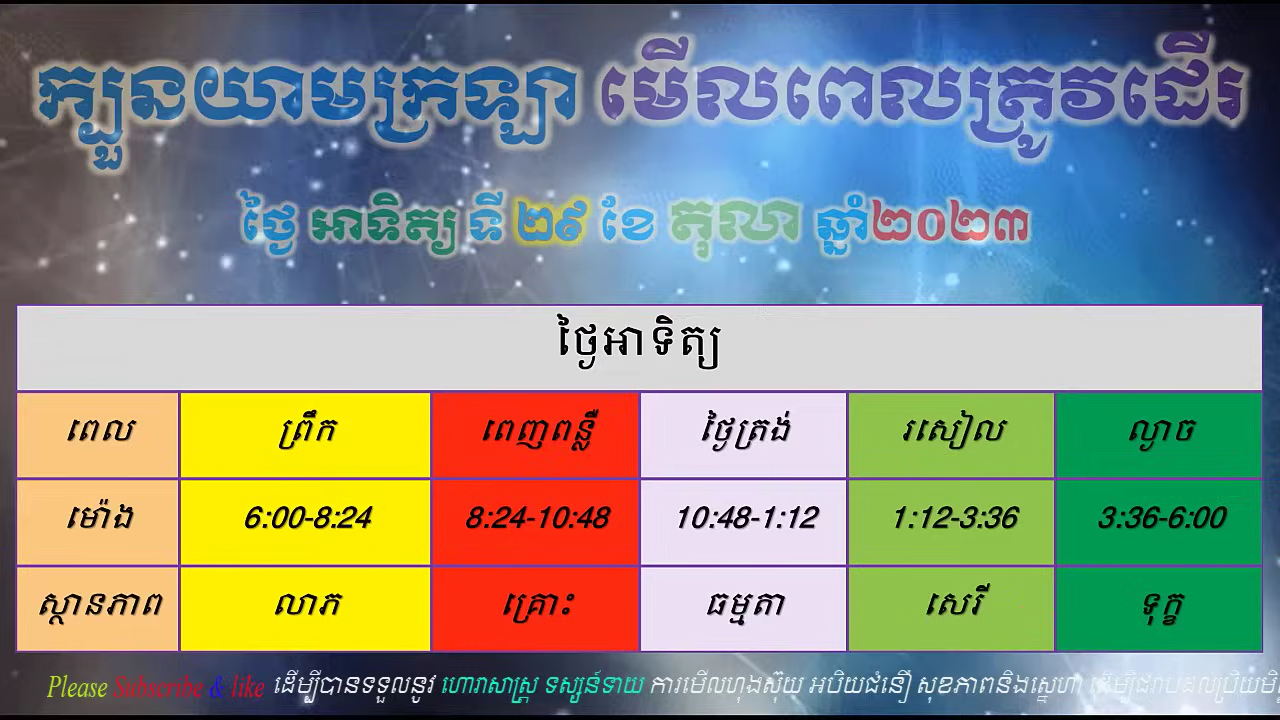 ក្បួនយាមក្រឡា មើលពេលត្រូវដើរ
ថ្ងៃ អាទិត្យ ទី ២៩ ខែ តុលា ឆ្នាំ២០២៣
ថ្ងៃអាទិត្យ
ពេល ព្រឹក ពេញពន្លឺ ថ្ងៃត្រង់ រសៀល ល្ងាច
ម៉ោង 6:00-8:24 8:24-10:48 10:48-1:12 1:12-3:36 3:36-6:00
ស្ថានភាព លាភ គ្រោះ ធម្មតា សេរី ទុក្ខ
Please Subscribe & like ដើម្បីបានទទួលនូវ ហោរាសាស្ត្រ ទស្សន៍ទាយ ការមើលហុងស៊ុយ អបិយជំនឿ សុខភាពនិងស្នេហា